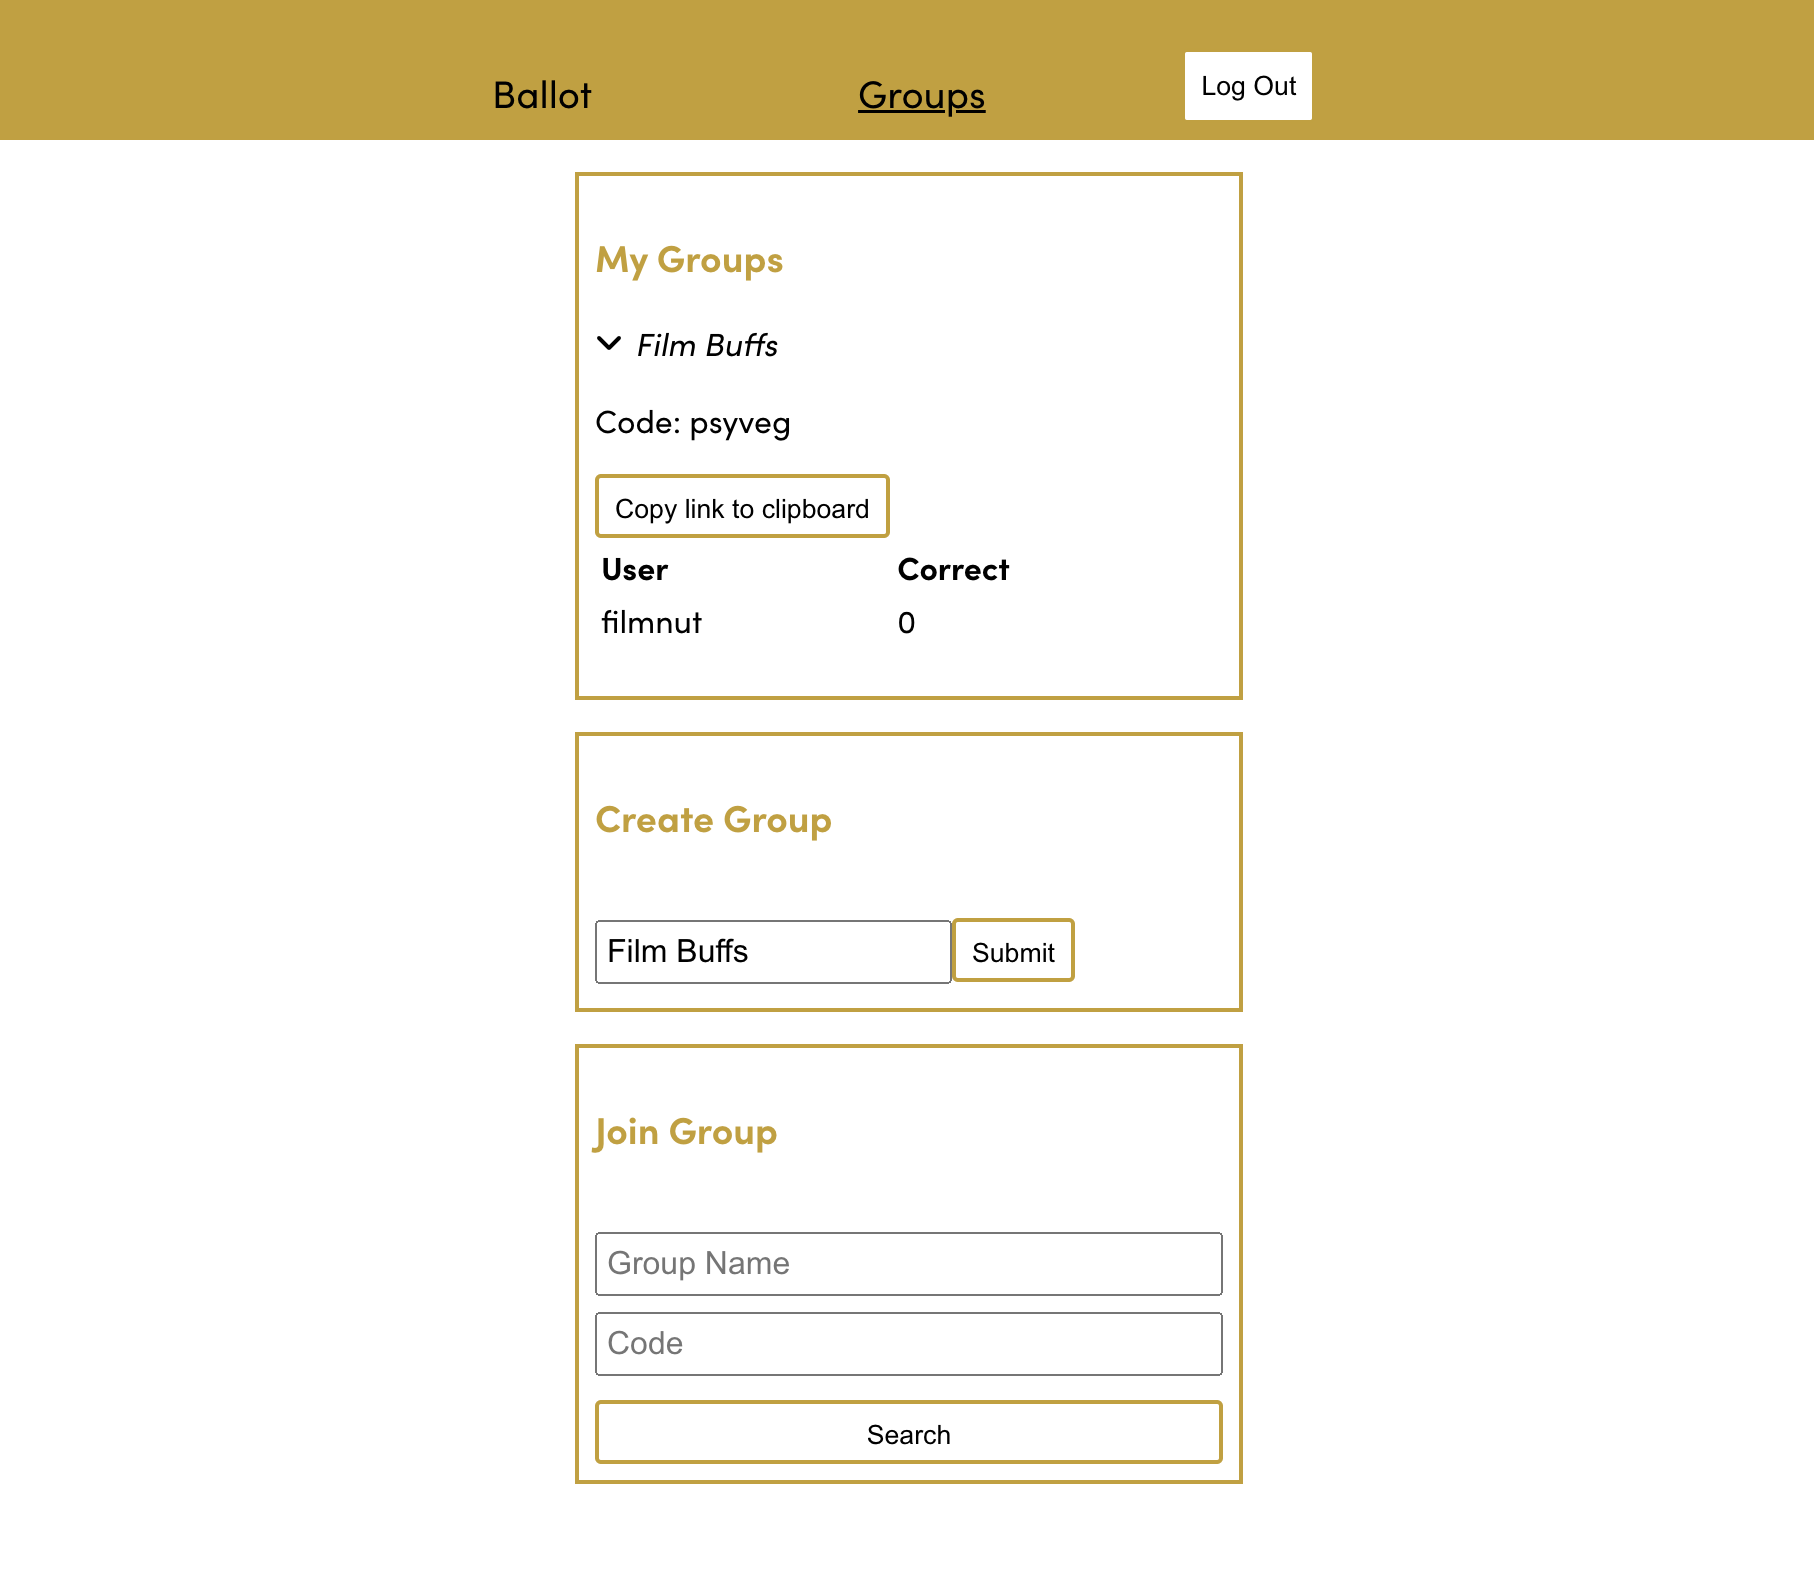 Ballot Groups Log Out
My Groups
Film Buffs
Code: psyveg
Copy link to clipboard
User Correct
filmnut 0
Create Group
Film Buffs Submit
Join Group
Group Name
Code
Search